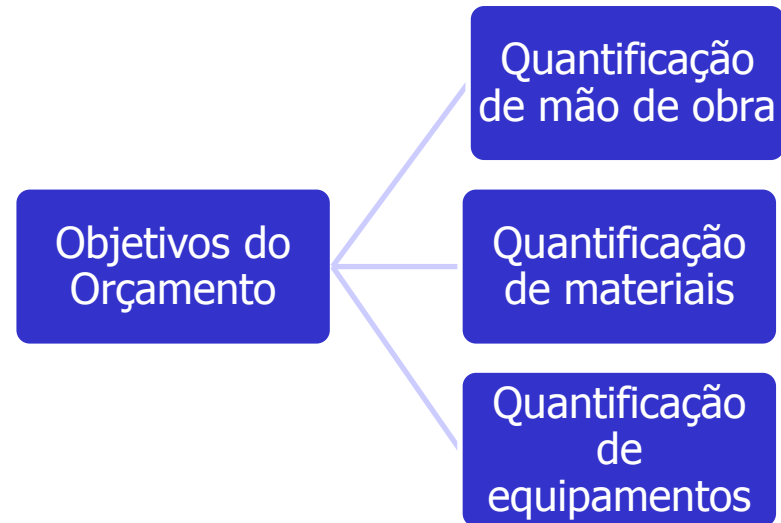 Objetivos do
Orçamento
Quantificação
de mão de obra
Quantificação
de materiais
Quantificação
de
equipamentos